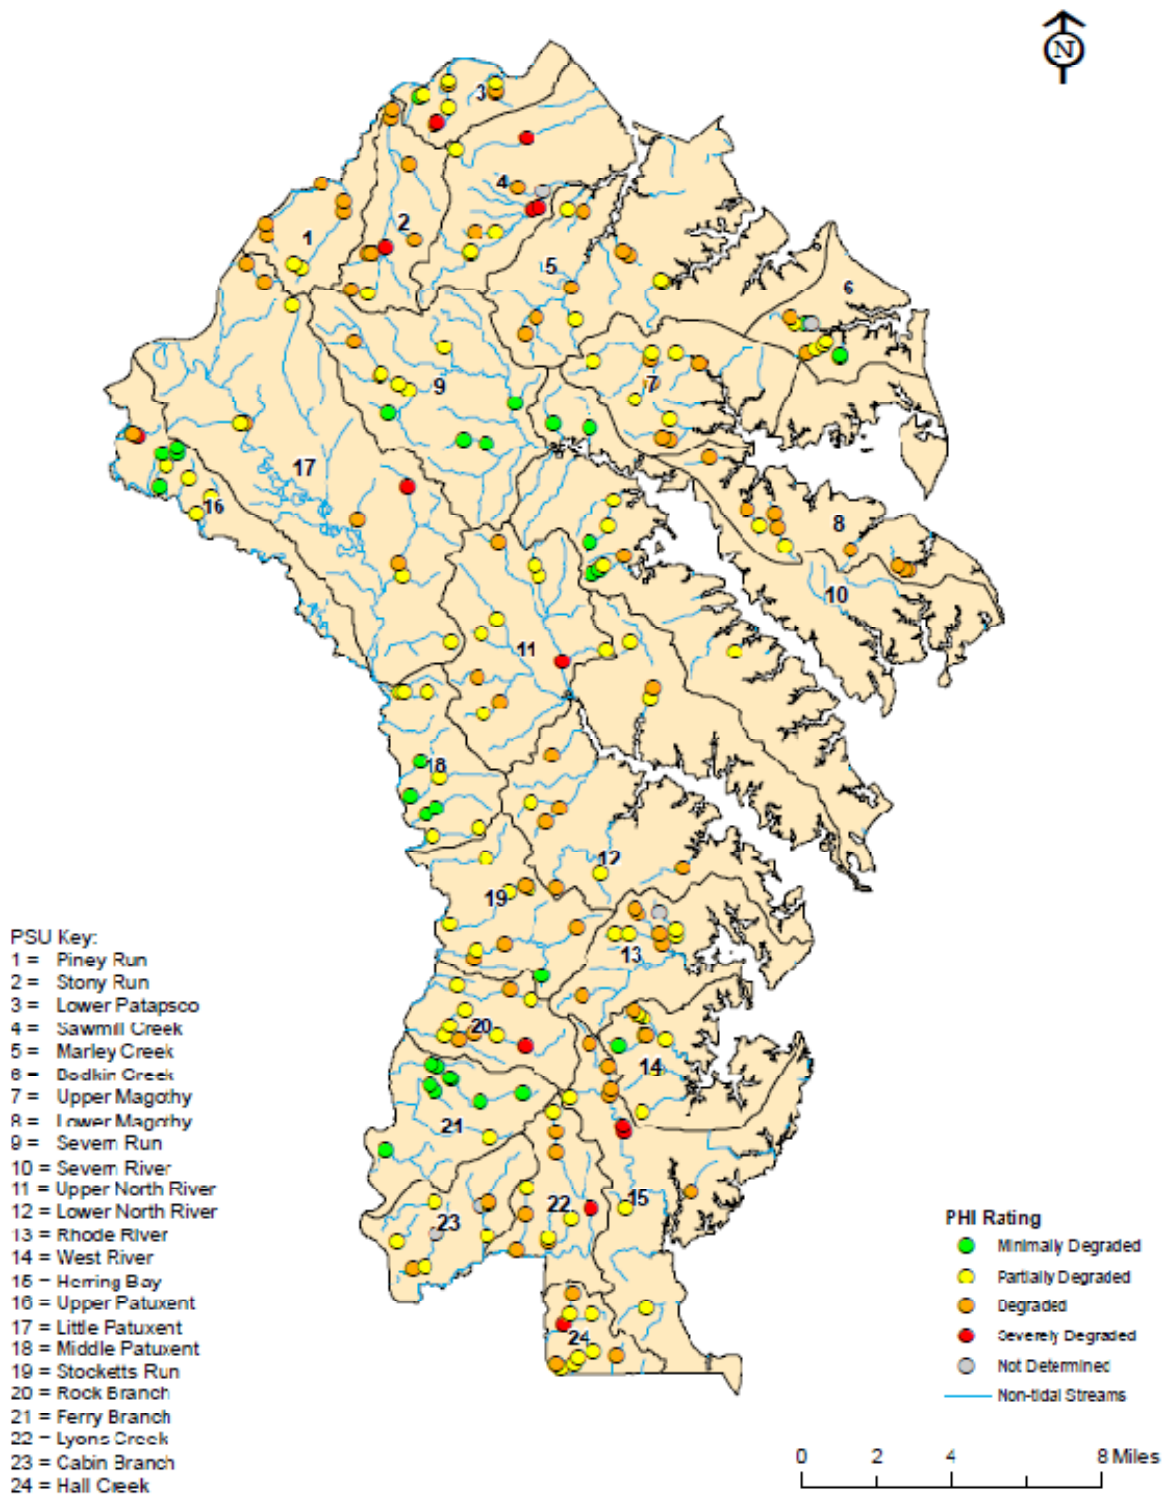 N
3
4
2
1
5
6
7
9
17
16
8
10
11
18
12
19
13
20
14
21
22
15
23
24
PSU Key:
1 = Piney Run
2 = Stony Run
3 = Lower Patapsco
4 = Sawmill Creek
5 = Marley Creek
6 = Bodkin Creek
7 = Upper Magothy
8 = Lower Magothy
9 = Severn Run
10 = Severn River
11 = Upper North River
12 = Lower North River
13 = Rhode River
14 = West River
15 = Herring Bay
16 = Upper Patuxent
17 = Little Patuxent
18 = Middle Patuxent
19 = Stocketts Run
20 = Rock Branch
21 = Ferry Branch
22 = Lyons Creek
23 = Cabin Branch
24 = Hall Creek
PHI Rating
Minimally Degraded
Partially Degraded
Degraded
Severely Degraded
Not Determined
Non-tidal Streams
0 2 4 8 Miles